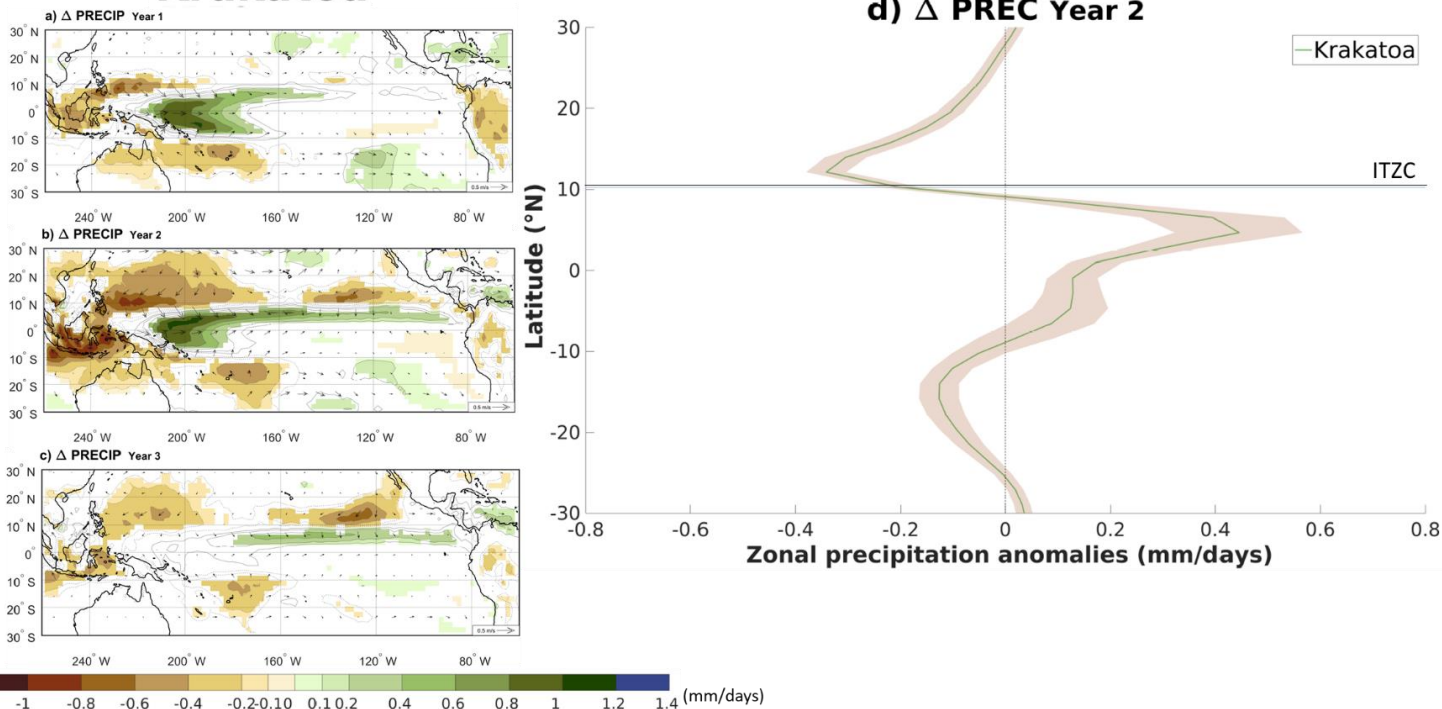 a) Δ PRECIP Year 1
30° N
20° N
10° N
0°
10° S
20° S
30° S
0.5 m/s
240° W 200° W 160° W 120° W 80° W
b) Δ PRECIP Year 2
30° N
20° N
10° N
0°
10° S
20° S
30° S
240° W 200° W 160° W 120° W 80° W
c) Δ PRECIP Year 3
30° N
20° N
10° N
0°
10° S
20° S
30° S
0.5 m/s
240° W 200° W 160° W 120° W 80° W
-1 -0.8 -0.6 -0.4 -0.2 -0.10 0.1 0.2 0.4 0.6 0.8 1 1.2 1.4 (mm/days)
d) Δ PREC Year 2
Krakatoa
ITZC
Latitude (°N)
30
20
10
0
-10
-20
-30
-0.8 -0.6 -0.4 -0.2 0 0.2 0.4 0.6 0.8
Zonal precipitation anomalies (mm/days)